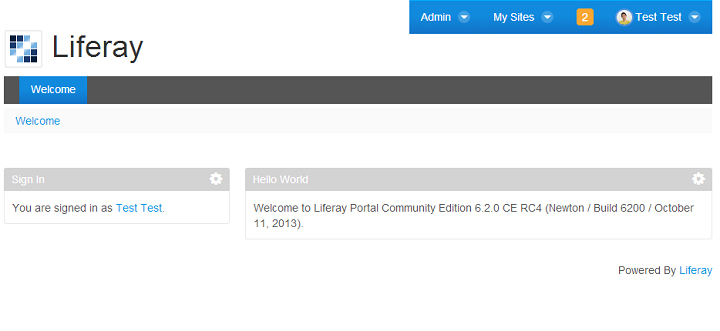 Admin My Sites 2 Test Test
Liferay
Welcome
Welcome
Sign In
You are signed in as Test Test.
Hello World
Welcome to Liferay Portal Community Edition 6.2.0 CE RC4 (Newton / Build 6200 / October
11, 2013).
Powered By Liferay